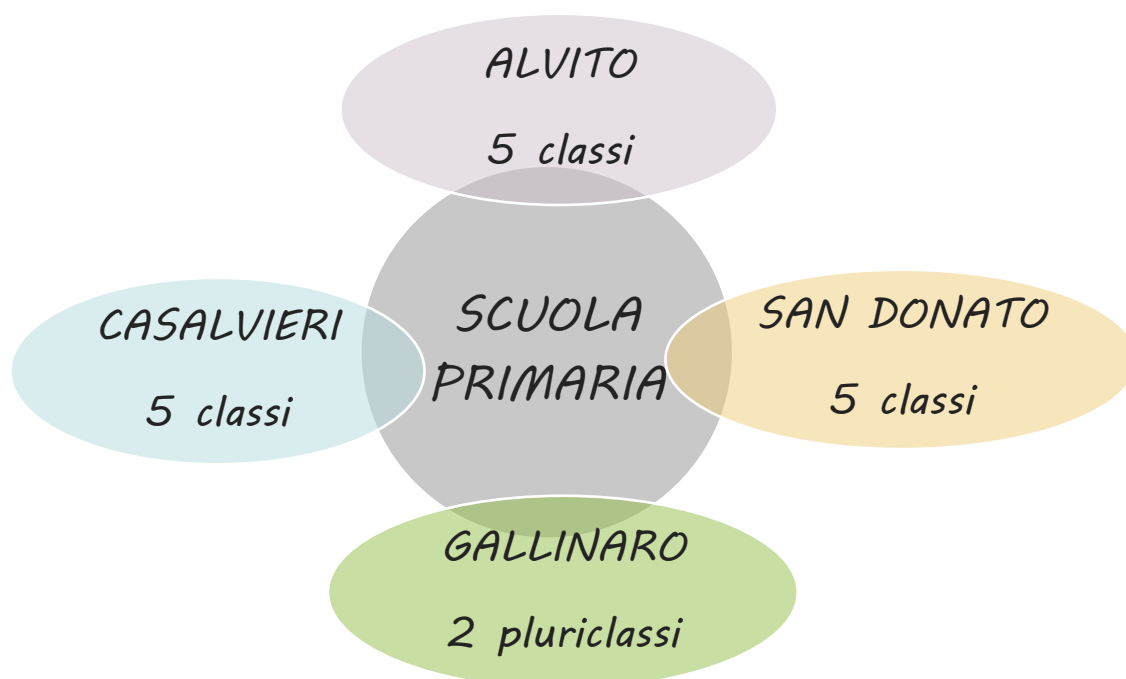 ALVITO
5 classi
CASALVIERI
5 classi
SCUOLA
PRIMARIA
SAN DONATO
5 classi
GALLINARO
2 pluriclassi